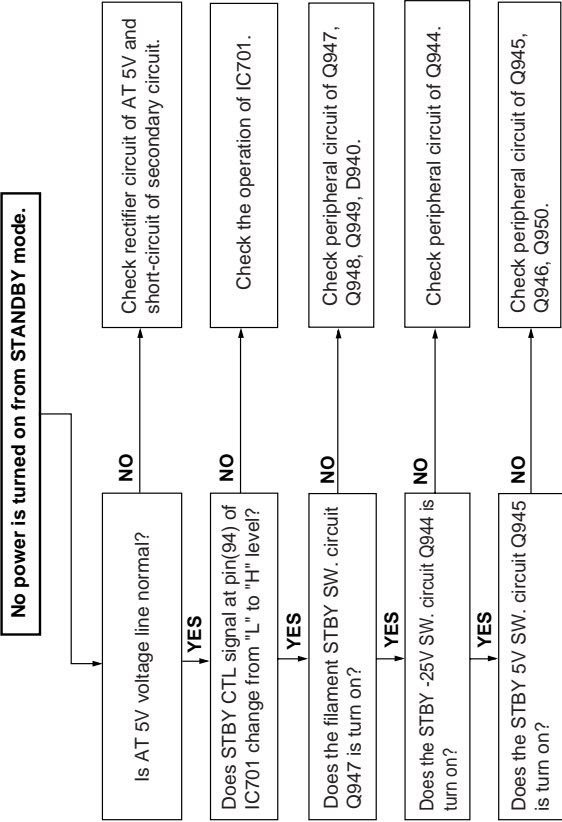 No power is turned on from STANDBY mode.
Is AT 5V voltage line normal?
NO
Check rectifier circuit of AT 5V and
short-circuit of secondary circuit.
YES
Does STBY CTL signal at pin(94) of
IC701 change from "L" to "H" level?
NO
Check the operation of IC701.
YES
Does the filament STBY SW. circuit
Q947 is turn on?
NO
Check peripheral circuit of Q947,
Q948, Q949, D940.
YES
Does the STBY -25V SW. circuit Q944 is
turn on?
NO
Check peripheral circuit of Q944.
YES
Does the STBY 5V SW. circuit Q945
is turn on?
NO
Check peripheral circuit of Q945,
Q946, Q950.